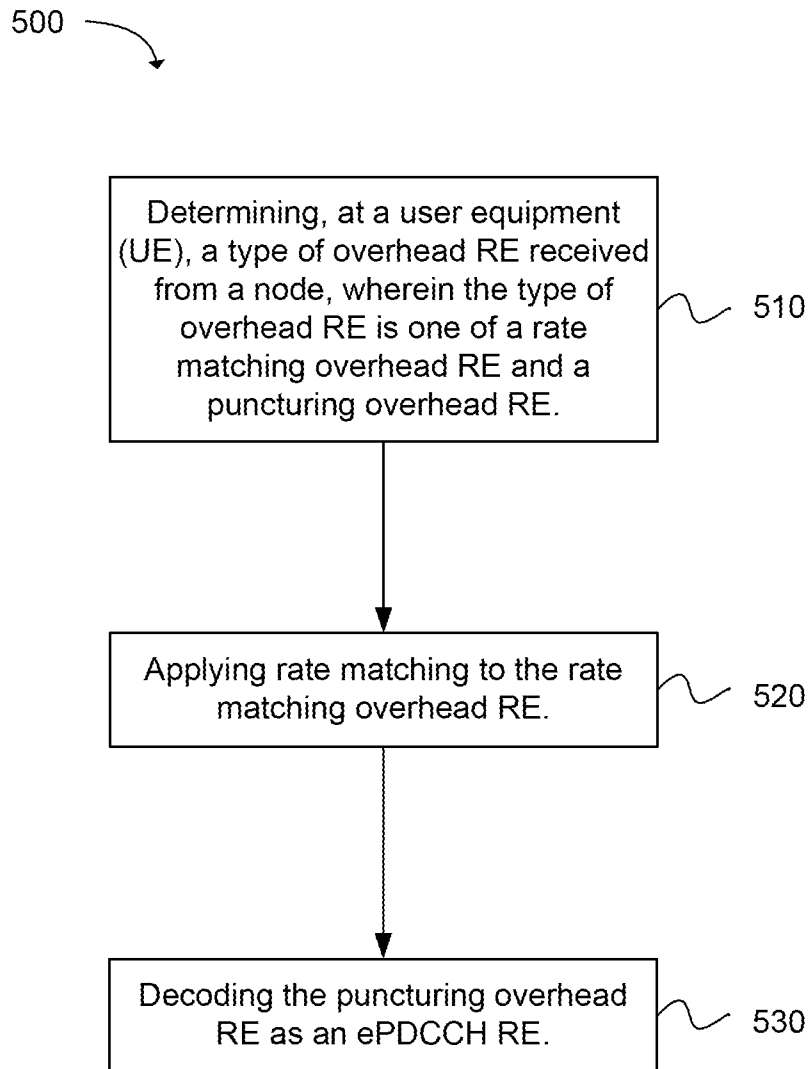 500
Determining, at a user equipment
(UE), a type of overhead RE received
from a node, wherein the type of
overhead RE is one of a rate
matching overhead RE and a
puncturing overhead RE.
510
Applying rate matching to the rate
matching overhead RE.
520
Decoding the puncturing overhead
RE as an ePDCCH RE.
530